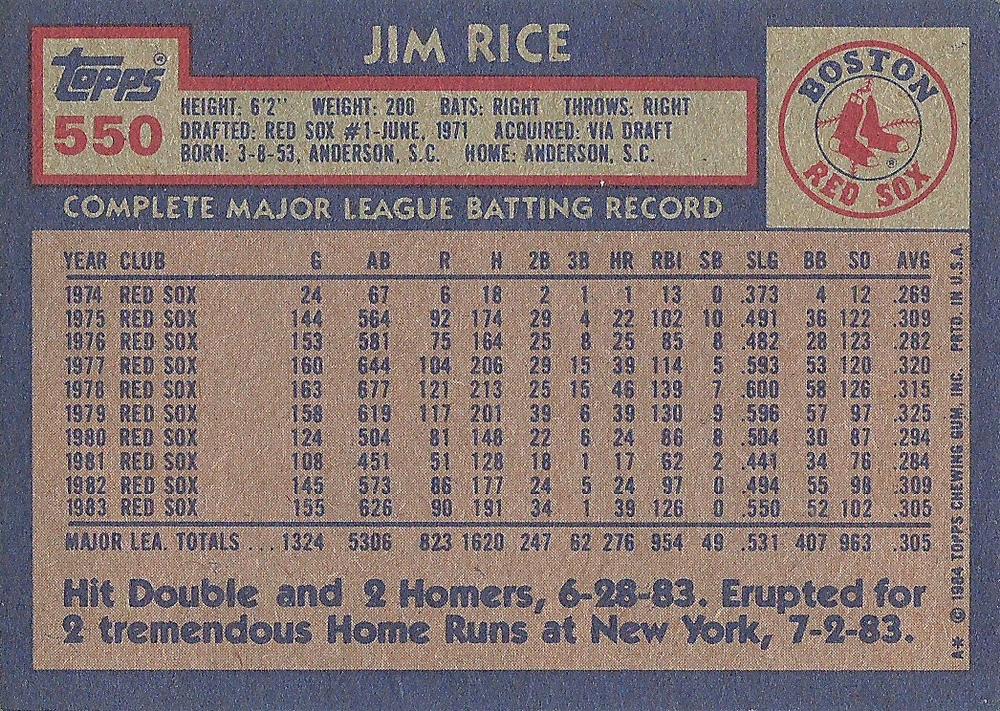 JIM RICE
Topps®
550
HEIGHT: 6'2" WEIGHT: 200 BATS: RIGHT THROWS: RIGHT
DRAFTED: RED SOX #1-JUNE, 1971 ACQUIRED: VIA DRAFT
BORN: 3-8-53, ANDERSON, S.C. HOME: ANDERSON, S.C.
BOSTON
RED SOX ®
COMPLETE MAJOR LEAGUE BATTING RECORD
YEAR CLUB G AB R H 2B 3B HR RBI SB SLG BB SO AVG
1974 RED SOX 24 67 6 18 2 1 1 13 0 .373 4 12 .269
1975 RED SOX 144 564 92 174 29 4 22 102 10 .491 36 122 .309
1976 RED SOX 153 581 75 164 25 8 25 85 8 .482 28 123 .282
1977 RED SOX 160 644 104 206 29 15 39 114 5 .593 53 120 .320
1978 RED SOX 163 677 121 213 25 15 46 139 7 .600 58 126 .315
1979 RED SOX 158 619 117 201 39 6 39 130 9 .596 57 97 .325
1980 RED SOX 124 504 81 148 22 6 24 86 8 .504 30 87 .294
1981 RED SOX 108 451 51 128 18 1 17 62 2 .441 34 76 .284
1982 RED SOX 145 573 86 177 24 5 24 97 0 .494 55 98 .309
1983 RED SOX 155 626 90 191 34 1 39 126 0 .550 52 102 .305
MAJOR LEA. TOTALS ... 1324 5306 823 1620 247 62 276 954 49 .531 407 963 .305
Hit Double and 2 Homers, 6-28-83. Erupted for
2 tremendous Home Runs at New York, 7-2-83.
A* © 1984 TOPPS CHEWING GUM, INC. PRTD. IN U.S.A.